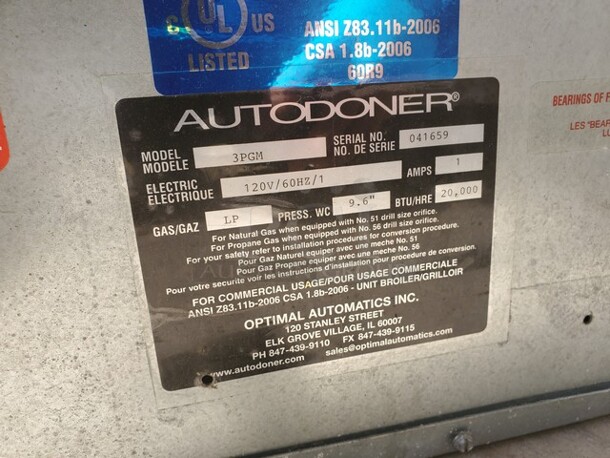 C UL US
LISTED
ANSI Z83.11b-2006
CSA 1.8b-2006
60R9
BEARINGS OF F
LES "BEAR
AUTODONER®
MODEL
MODELE
3PGM
SERIAL NO.
NO. DE SERIE
041659
ELECTRIC
ELECTRIQUE
120V/60HZ/1
AMPS
1
GAS/GAZ
LP
PRESS. WC
9.6"
BTU/HRE
20,000
For Natural Gas when equipped with No. 51 drill size orifice.
For Propane Gas when equipped with No. 56 drill size orifice.
For your safety refer to installation procedures for conversion procedure.
Pour Gaz Naturel equiper avec une meche No. 51
Pour Gaz Propane equiper avec une meche No. 56
Pour votre securite voir les instructions d'installation pour procedure de conversion.
FOR COMMERCIAL USAGE/POUR USAGE COMMERCIALE
ANSI Z83.11b-2006 CSA 1.8b-2006 - UNIT BROILER/GRILLOIR
OPTIMAL AUTOMATICS INC.
120 STANLEY STREET
ELK GROVE VILLAGE, IL 60007
PH 847-439-9110 FX 847-439-9115
www.autodoner.com sales@optimalautomatics.com